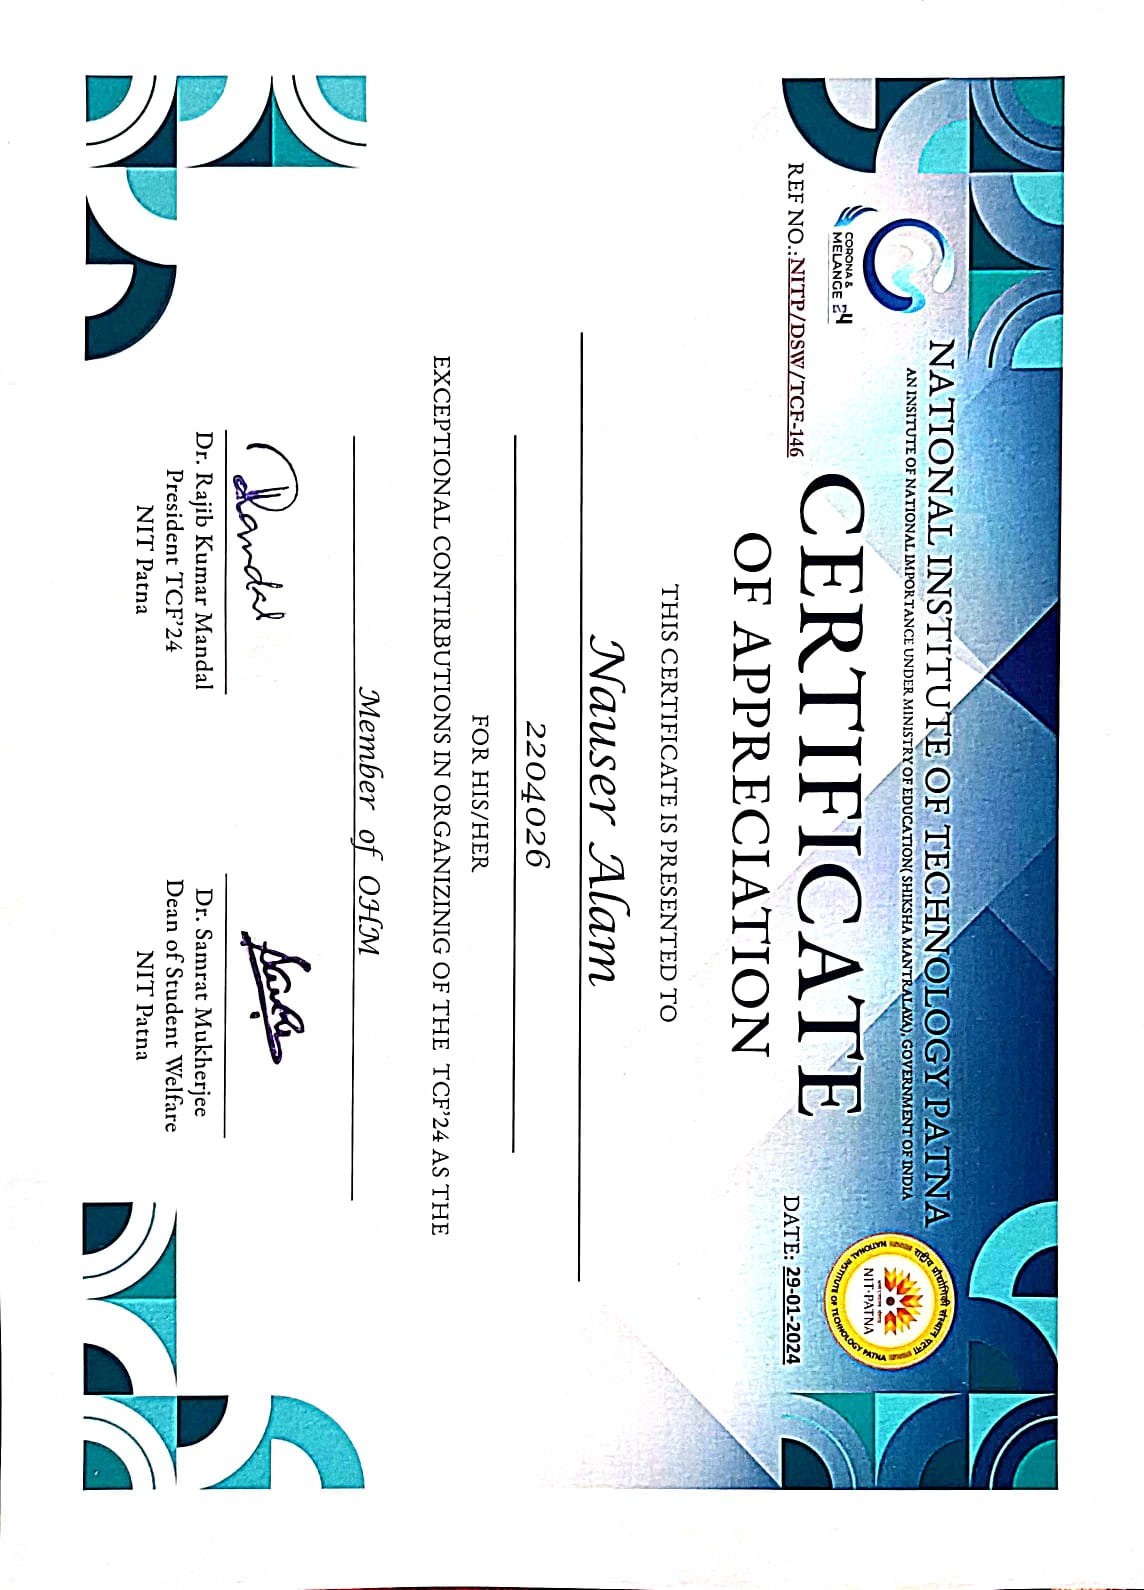 NATIONAL INSTITUTE OF TECHNOLOGY PATNA
AN INSITUTE OF NATIONAL IMPORTANCE UNDER MINISTRY OF EDUCATION( SHIKSHA MANTRALAYA), GOVERNMENT OF INDIA
CORONA &
MELANGE 24
राष्ट्रीय प्रौद्योगिकी संस्थान पटना
NIT-PATNA
NATIONAL INSTITUTE OF TECHNOLOGY PATNA
REF NO.:NITP/DSW/TCF-146
DATE: 29-01-2024
CERTIFICATE
OF APPRECIATION
THIS CERTIFICATE IS PRESENTED TO
Nauser Alam
2204026
FOR HIS/HER
EXCEPTIONAL CONTIRBUTIONS IN ORGANIZINIG OF THE TCF'24 AS THE
Member of OHM
Dr. Rajib Kumar Mandal
President TCF'24
NIT Patna
Dr. Samrat Mukherjee
Dean of Student Welfare
NIT Patna